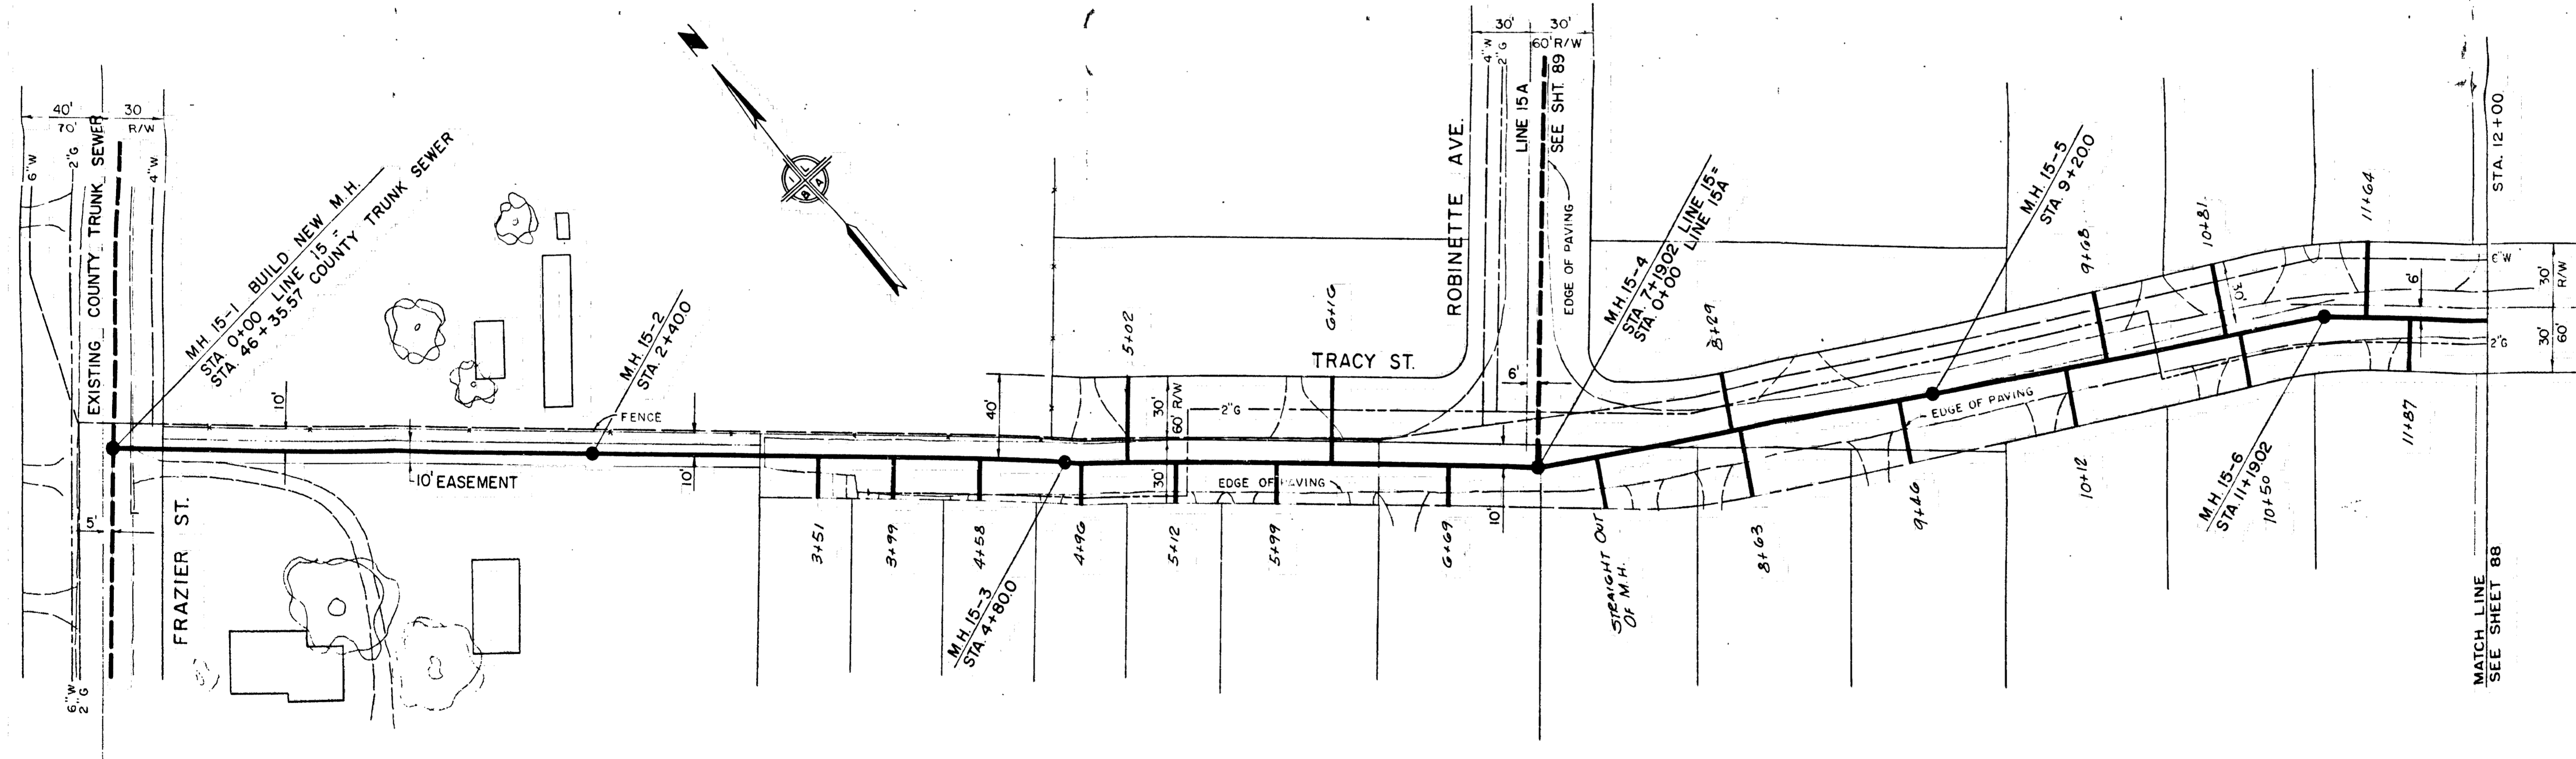 40'
30
70'
R/W
6"W
2"G
4"W
EXISTING COUNTY TRUNK SEWER
M.H. 15-1 BUILD NEW M.H.
STA. 0+00 LINE 15 =
STA. 46+35.57 COUNTY TRUNK SEWER
10'
5'
FRAZIER ST.
6"W
2"G
10' EASEMENT
M.H. 15-2
STA. 2+40.0
FENCE
10'
L
I A
B
3+51
3+99
4+58
M.H. 15-3
STA. 4+80.0
4+96
40'
5+02
30'
60' R/W
30'
5+12
2"G
EDGE OF PAVING
5+99
6+16
TRACY ST.
6+69
10'
ROBINETTE AVE.
30'
30'
60' R/W
4"W
2"G
LINE 15A
SEE SHT. 89
EDGE OF PAVING
6'
M.H. 15-4
STA. 7+19.02 LINE 15=
STA. 0+00 LINE 15A
STRAIGHT OUT
OF M.H.
8+29
8+63
M.H. 15-5
STA. 9+20.0
9+46
EDGE OF PAVING
9+68
10+12
10+81
30'
M.H. 15-6
STA. 11+19.02
10+50
11+64
6'
11+87
STA. 12+00
6"W
2"G
30'
R/W
30'
60'
MATCH LINE
SEE SHEET 88